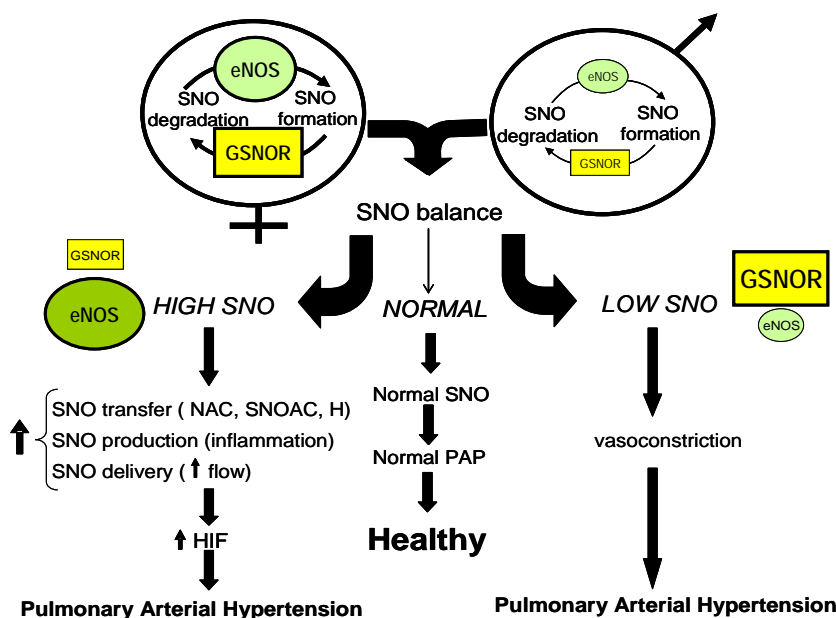 eNOS
SNO
degradation
SNO
formation
GSNOR
eNOS
SNO
degradation
SNO
formation
GSNOR
SNO balance
GSNOR
eNOS
HIGH SNO
NORMAL
LOW SNO
GSNOR
eNOS
SNO transfer ( NAC, SNOAC, H)
SNO production (inflammation)
SNO delivery ( flow)
HIF
Pulmonary Arterial Hypertension
Normal SNO
Normal PAP
Healthy
vasoconstriction
Pulmonary Arterial Hypertension